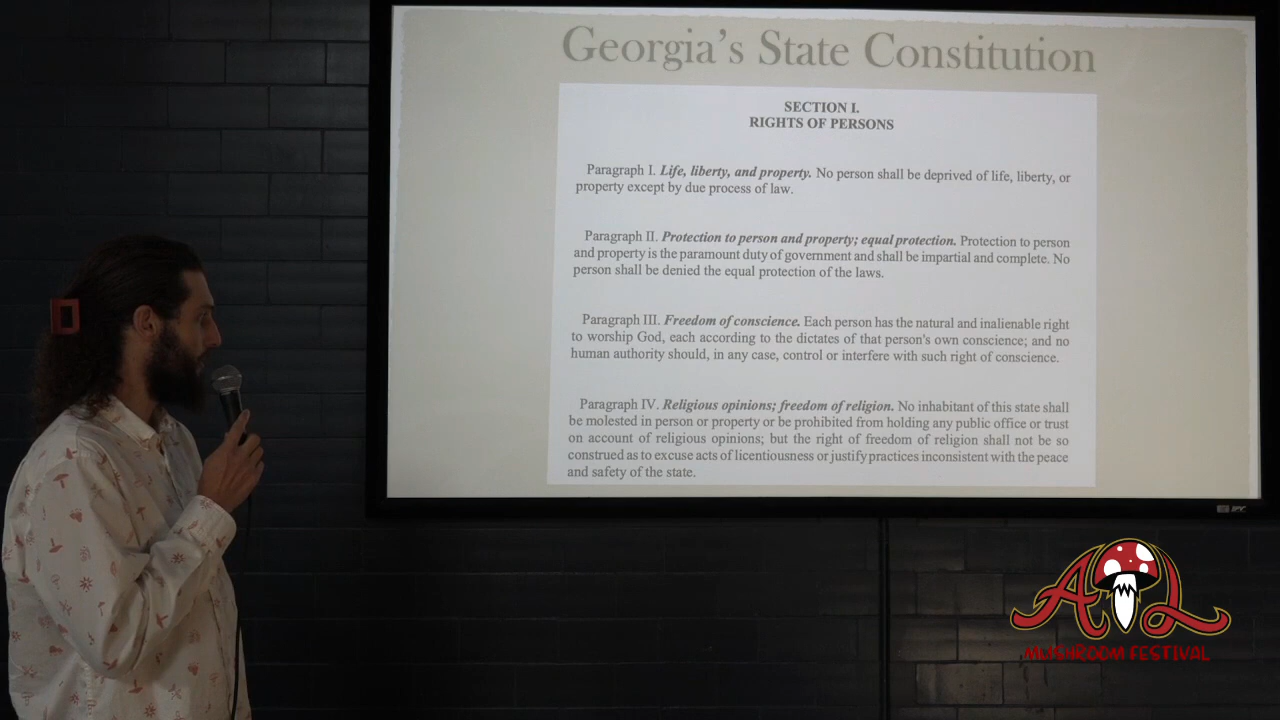 Georgia's State Constitution
SECTION I.
RIGHTS OF PERSONS
Paragraph I. Life, liberty, and property. No person shall be deprived of life, liberty, or
property except by due process of law.
Paragraph II. Protection to person and property; equal protection. Protection to person
and property is the paramount duty of government and shall be impartial and complete. No
person shall be denied the equal protection of the laws.
Paragraph III. Freedom of conscience. Each person has the natural and inalienable right
to worship God, each according to the dictates of that person's own conscience; and no
human authority should, in any case, control or interfere with such right of conscience.
Paragraph IV. Religious opinions; freedom of religion. No inhabitant of this state shall
be molested in person or property or be prohibited from holding any public office or trust
on account of religious opinions; but the right of freedom of religion shall not be so
construed as to excuse acts of licentiousness or justify practices inconsistent with the peace
and safety of the state.
ATL
MUSHROOM FESTIVAL